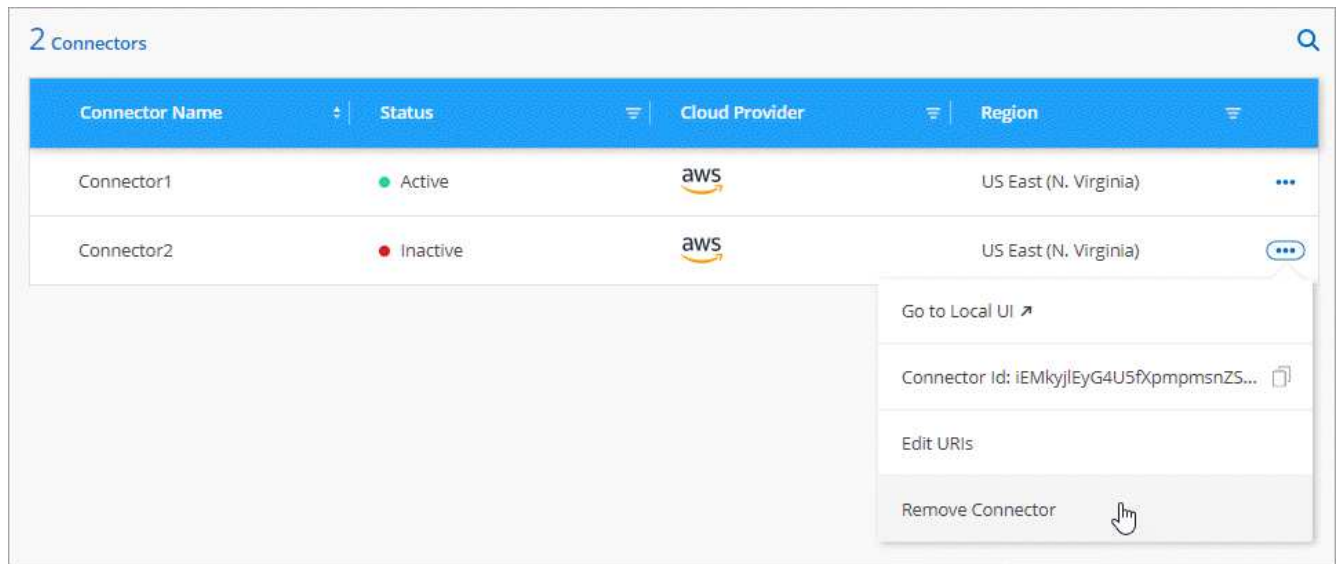 2 Connectors
Connector Name Status Cloud Provider Region
Connector1 Active aws US East (N. Virginia)
Connector2 Inactive aws US East (N. Virginia)
Go to Local UI
Connector Id: iEMkyjlEyG4U5fXpmpmsnZS...
Edit URIs
Remove Connector